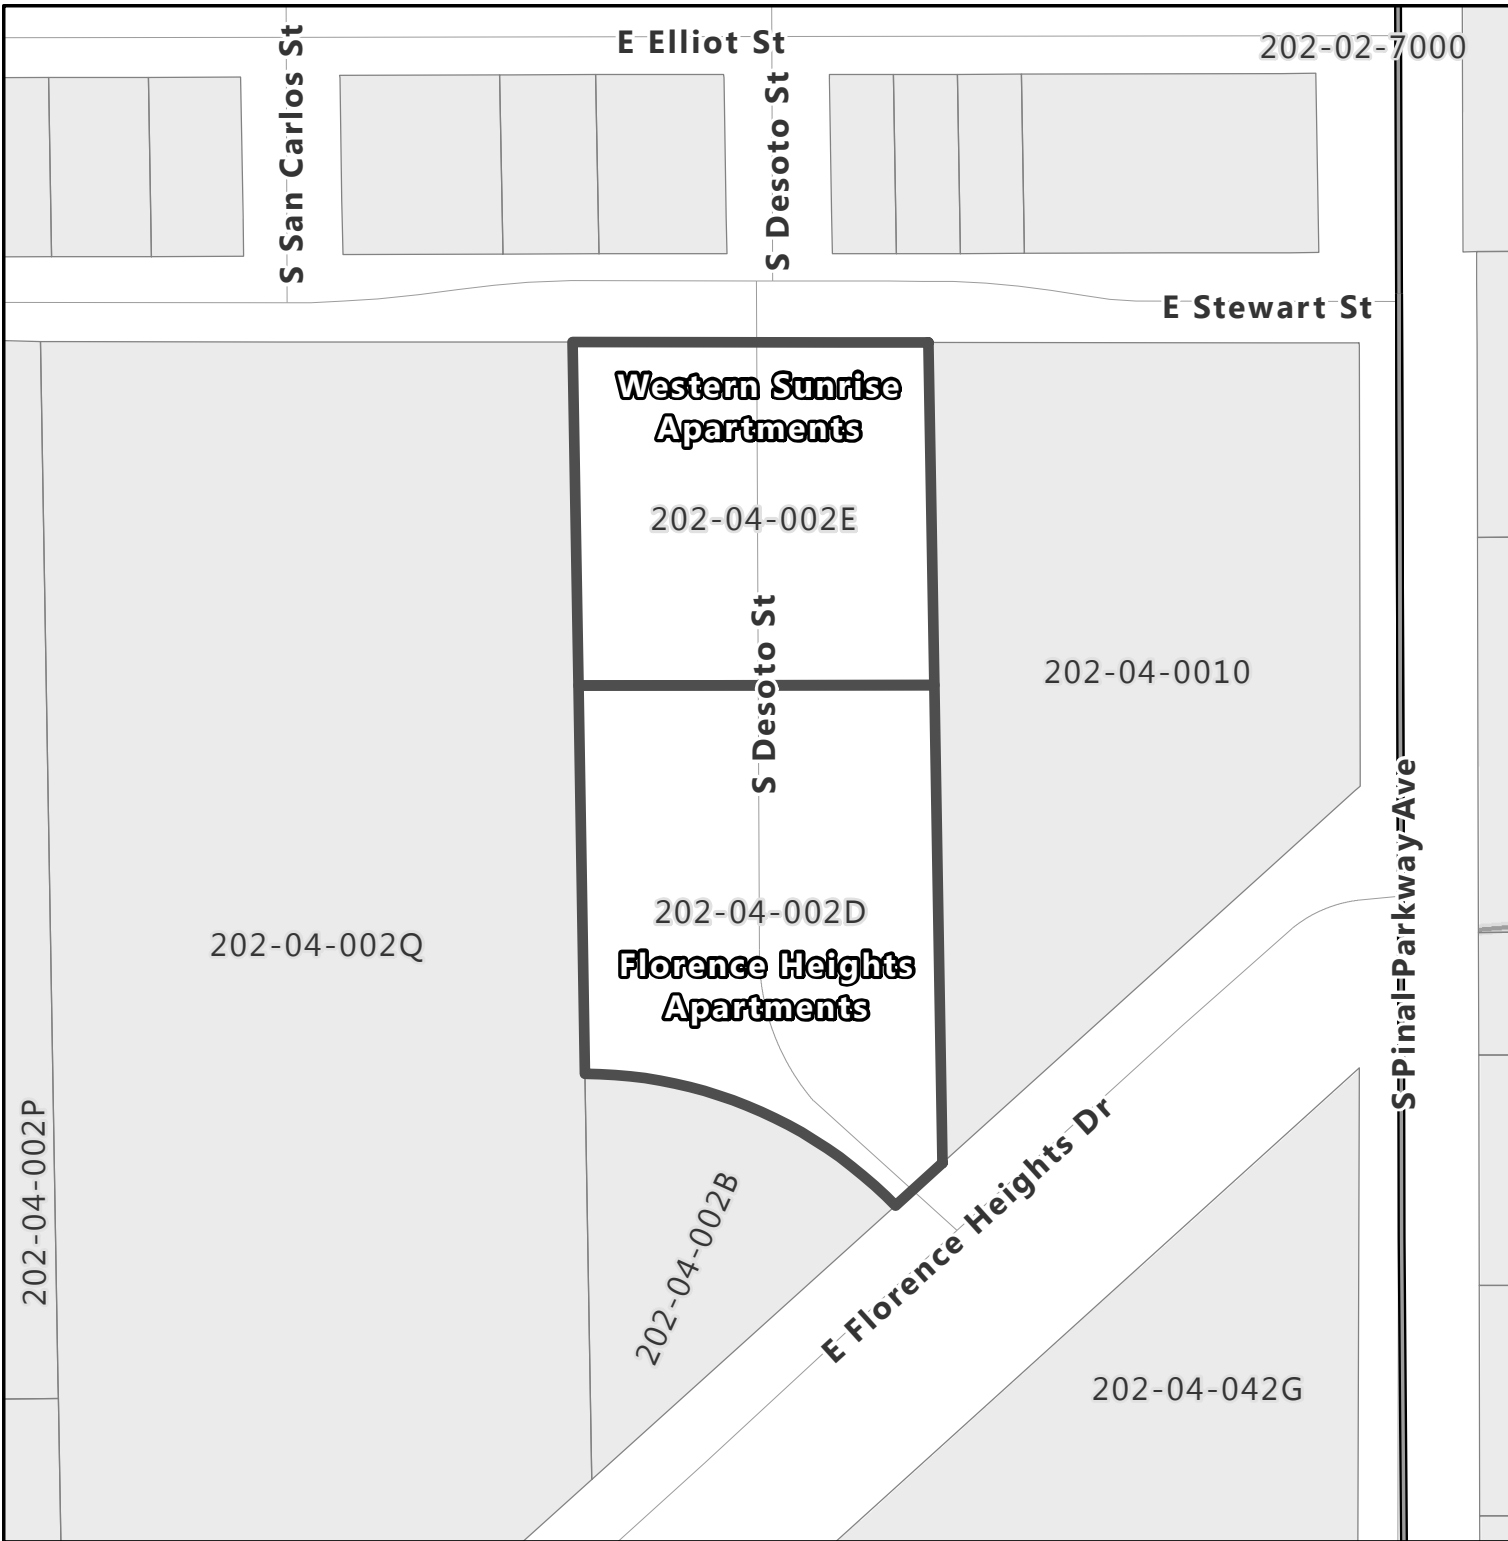 E Elliot St
202-02-7000
S San Carlos St
S Desoto St
E Stewart St
Western Sunrise
Apartments
202-04-002E
S Desoto St
202-04-0010
202-04-002D
Florence Heights
Apartments
202-04-002Q
S Pinal Parkway Ave
202-04-002P
202-04-002B
E Florence Heights Dr
202-04-042G